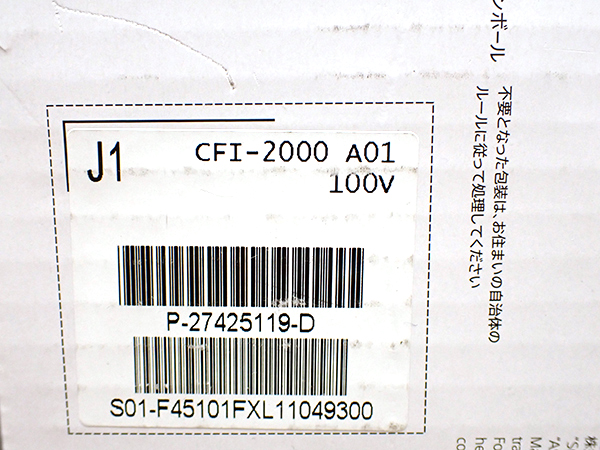 J1
CFI-2000 A01
100V
P-27425119-D
S01-F45101FXL11049300
ンボール
不要となった包装は、お住まいの自治体の
ルールに従って処理してください